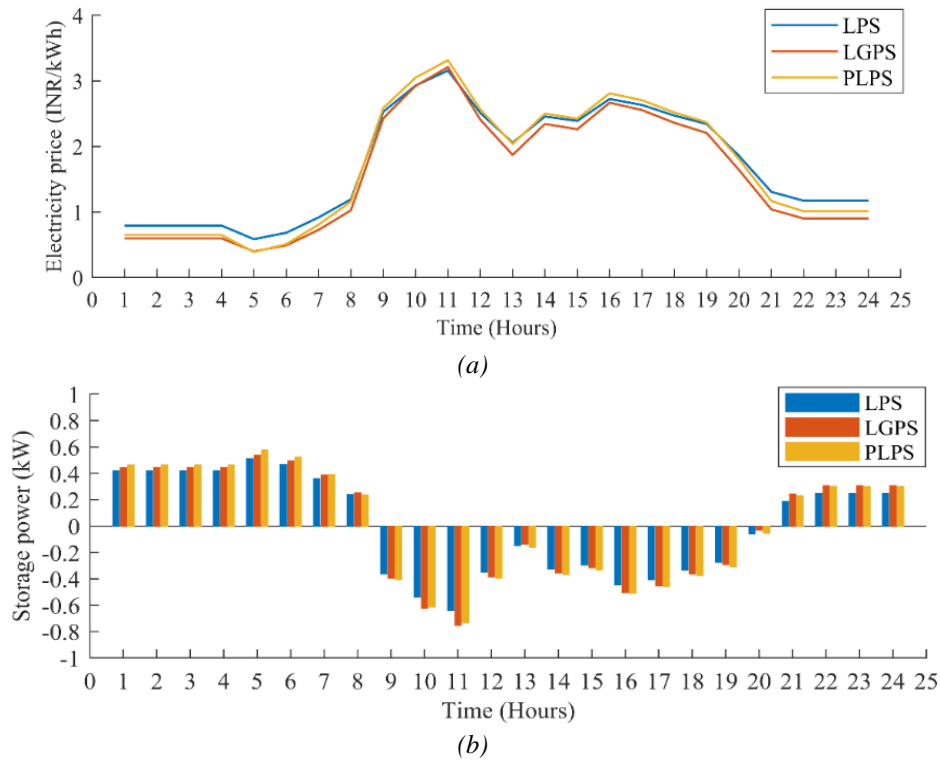 4
3
2
1
0
Electricity price (INR/kWh)
LPS
LGPS
PLPS
0 1 2 3 4 5 6 7 8 9 10 11 12 13 14 15 16 17 18 19 20 21 22 23 24 25
Time (Hours)
(a)
1
0.8
0.6
0.4
0.2
0
-0.2
-0.4
-0.6
-0.8
-1
Storage power (kW)
LPS
LGPS
PLPS
0 1 2 3 4 5 6 7 8 9 10 11 12 13 14 15 16 17 18 19 20 21 22 23 24 25
Time (Hours)
(b)